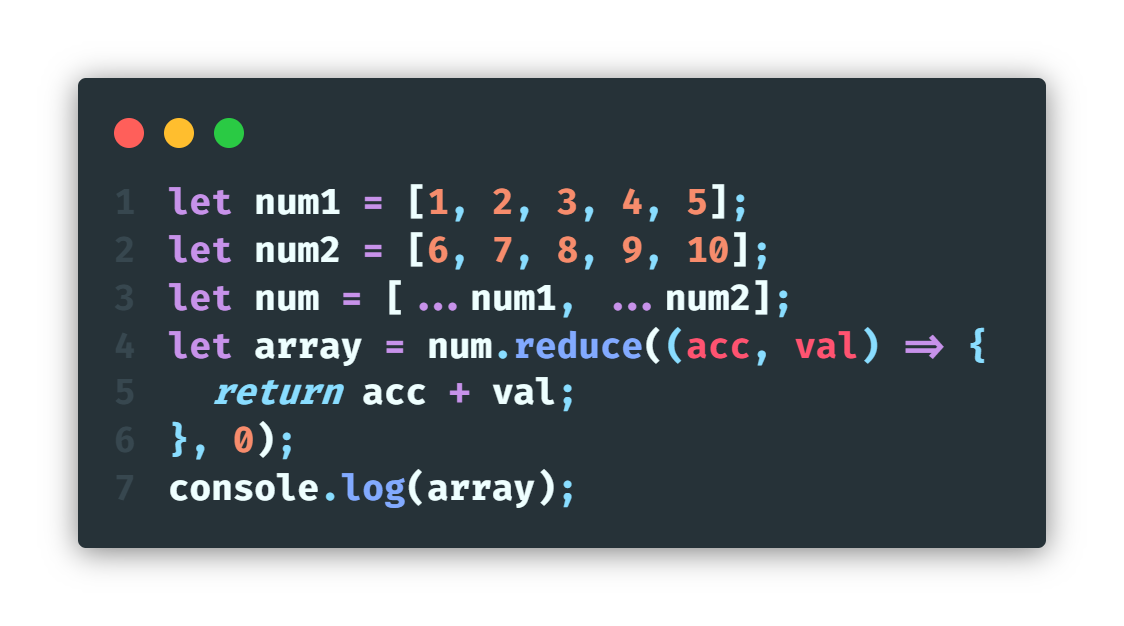 1 let num1 = [1, 2, 3, 4, 5];
2 let num2 = [6, 7, 8, 9, 10];
3 let num = [...num1, ...num2];
4 let array = num.reduce((acc, val) => {
5   return acc + val;
6 }, 0);
7 console.log(array);